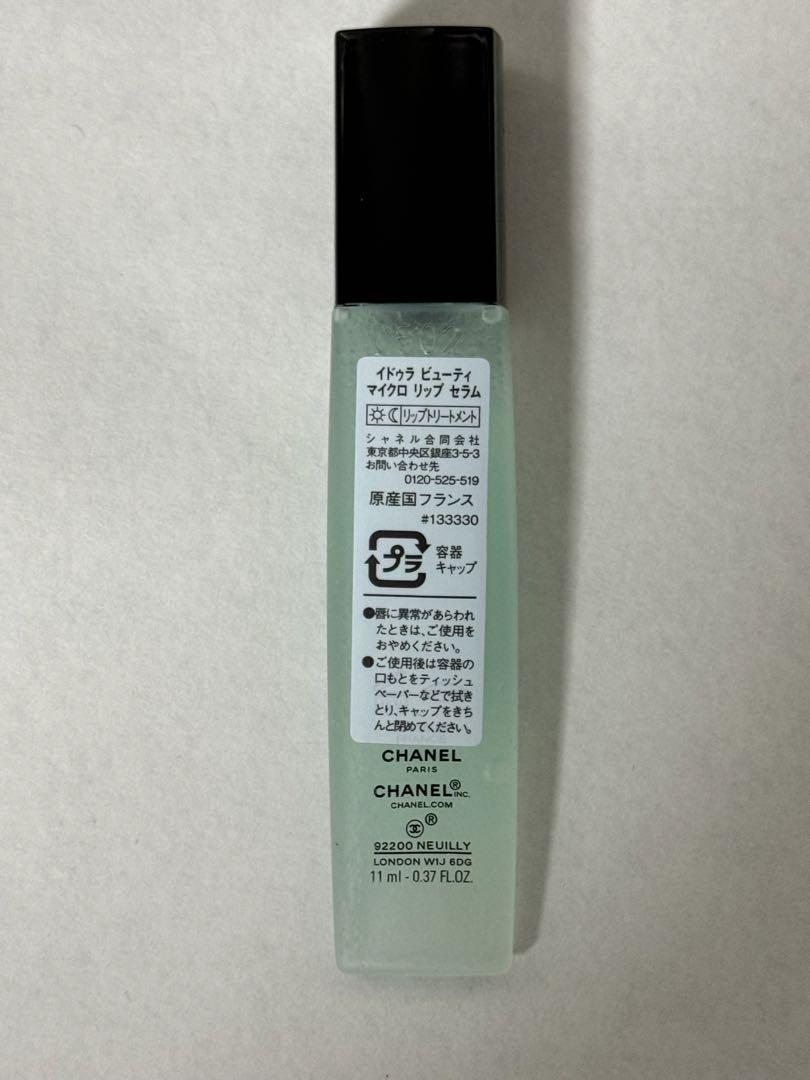 イドゥラ ビューティ
マイクロ リップ セラム
リップトリートメント
シャネル合同会社
東京都中央区銀座3-5-3
お問い合わせ先
0120-525-519
原産国フランス
#133330
プラ
容器
キャップ
●唇に異常があらわれ
たときは、ご使用を
おやめください。
●ご使用後は容器の
口もとをティッシュ
ペーパーなどで拭き
とり、キャップをきち
んと閉めてください。
CHANEL
PARIS
CHANEL® INC.
CHANEL.COM
®
92200 NEUILLY
LONDON W1J 6DG
11 ml - 0.37 FL.OZ.